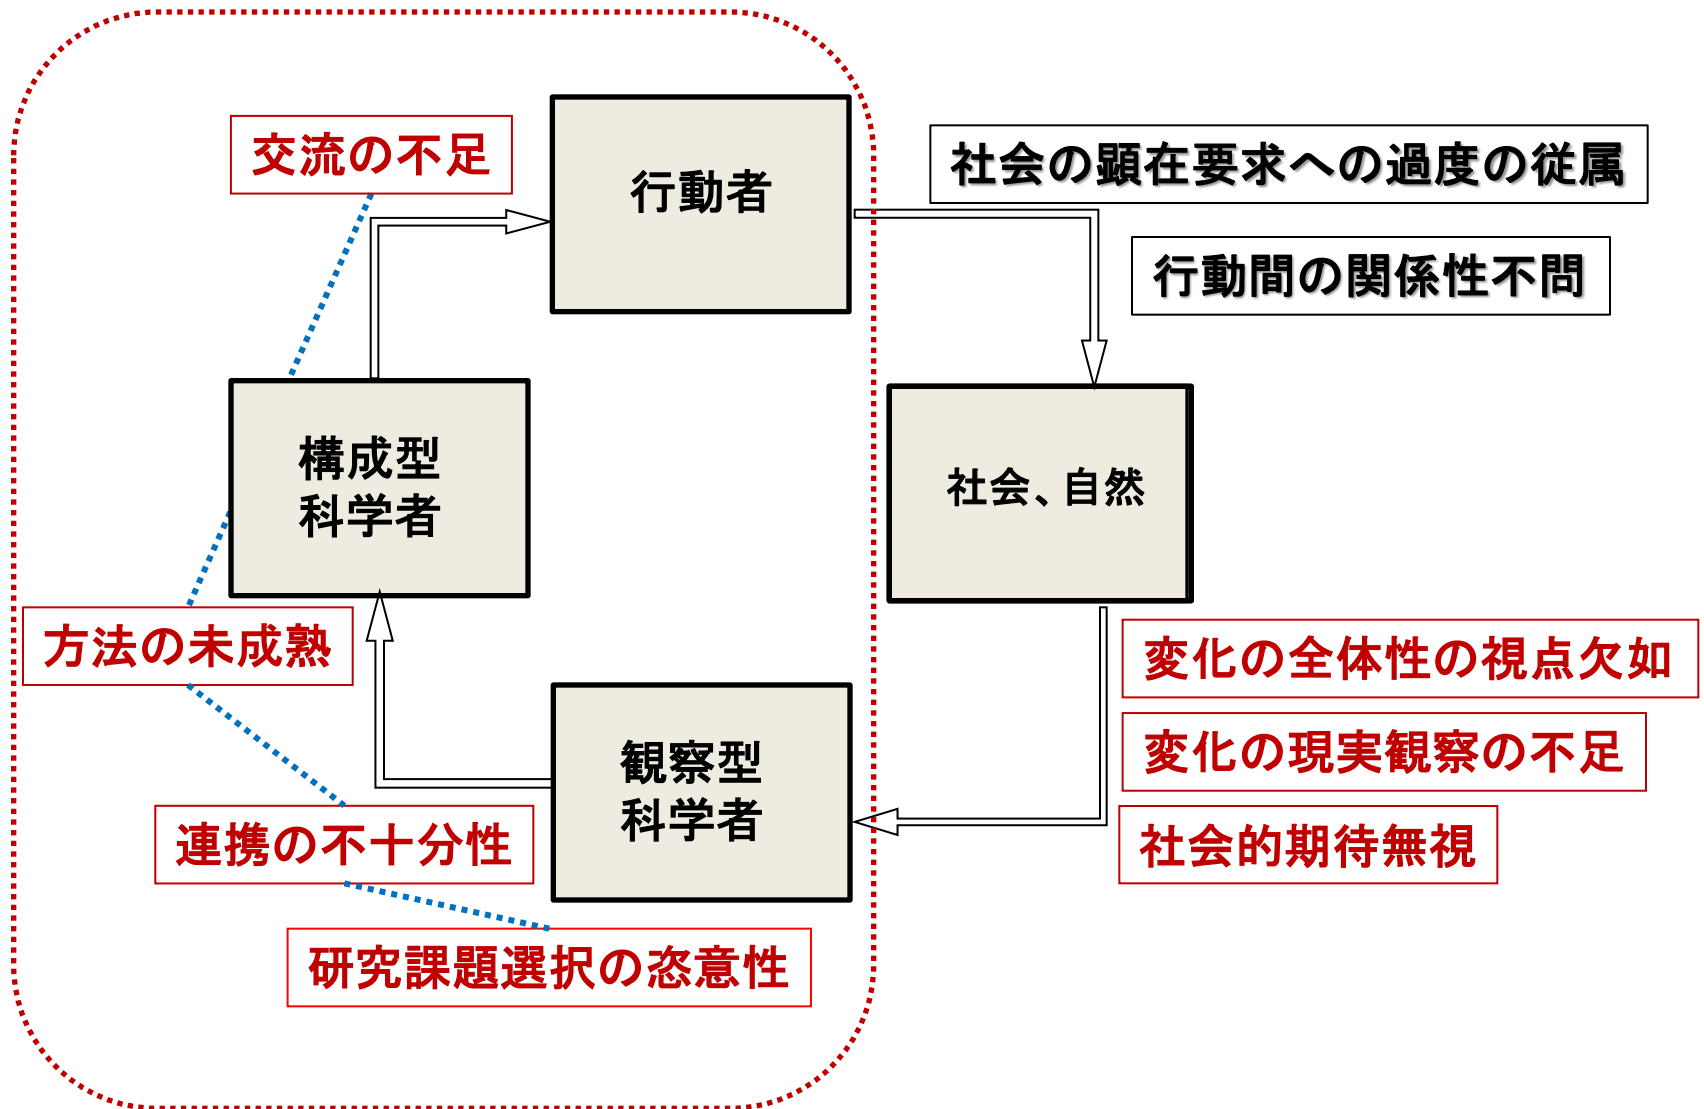 交流の不足
行動者
社会の顕在要求への過度の従属
行動間の関係性不問
構成型
科学者
社会、自然
方法の未成熟
変化の全体性の視点欠如
観察型
科学者
変化の現実観察の不足
連携の不十分性
社会的期待無視
研究課題選択の恣意性